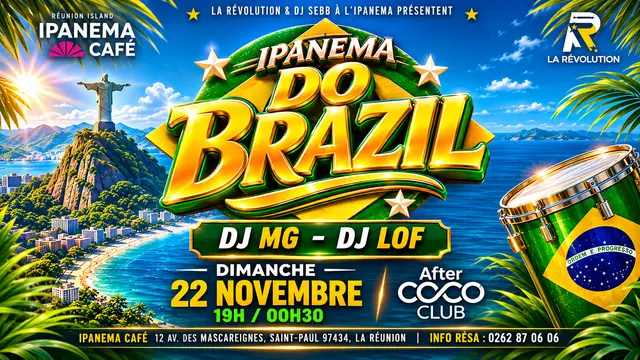 ★ LA RÉVOLUTION & DJ SEBB À L'IPANEMA PRÉSENTENT ★
RÉUNION ISLAND
IPANEMA
CAFÉ
LA RÉVOLUTION
IPANEMA
DO
BRAZIL
DJ MG - DJ LOF
DIMANCHE
22 NOVEMBRE
19H / 00H30
After
COCO
CLUB
ORDEM E PROGRESSO
IPANEMA CAFÉ 12 AV. DES MASCAREIGNES, SAINT-PAUL 97434, LA RÉUNION | INFO RÉSA : 0262 87 06 06